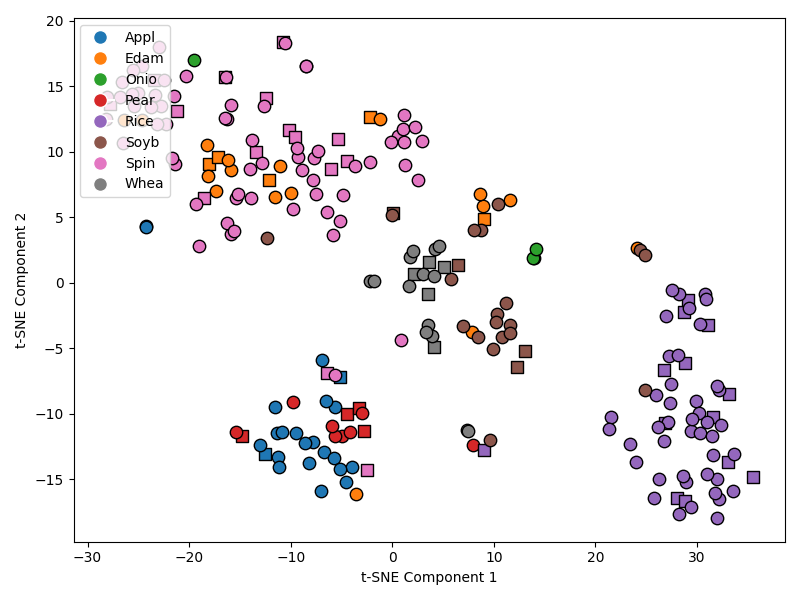 Appl
Edam
Onio
Pear
Rice
Soyb
Spin
Whea
20
15
10
5
0
−5
−10
−15
−30
−20
−10
0
10
20
30
t-SNE Component 1
t-SNE Component 2